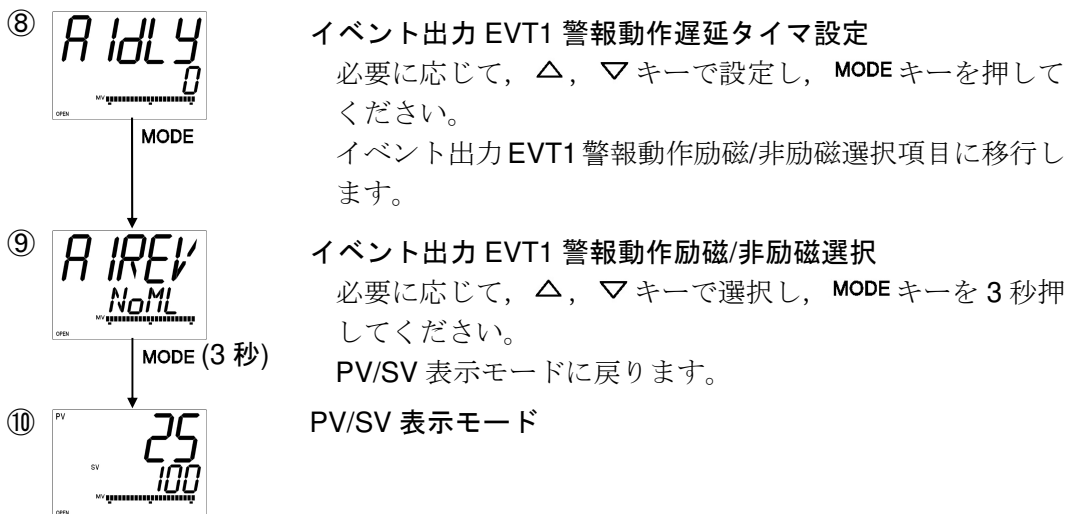 ⑧
A1dLY
0
MV
OPEN
MODE
イベント出力 EVT1 警報動作遅延タイマ設定
必要に応じて，△，▽ キーで設定し，MODE キーを押して
ください。
イベント出力 EVT1 警報動作励磁/非励磁選択項目に移行し
ます。
⑨
A1REV
NoML
MV
OPEN
MODE (3 秒)
イベント出力 EVT1 警報動作励磁/非励磁選択
必要に応じて，△，▽ キーで選択し，MODE キーを 3 秒押
してください。
PV/SV 表示モードに戻ります。
⑩
PV
25
SV
100
MV
OPEN
PV/SV 表示モード